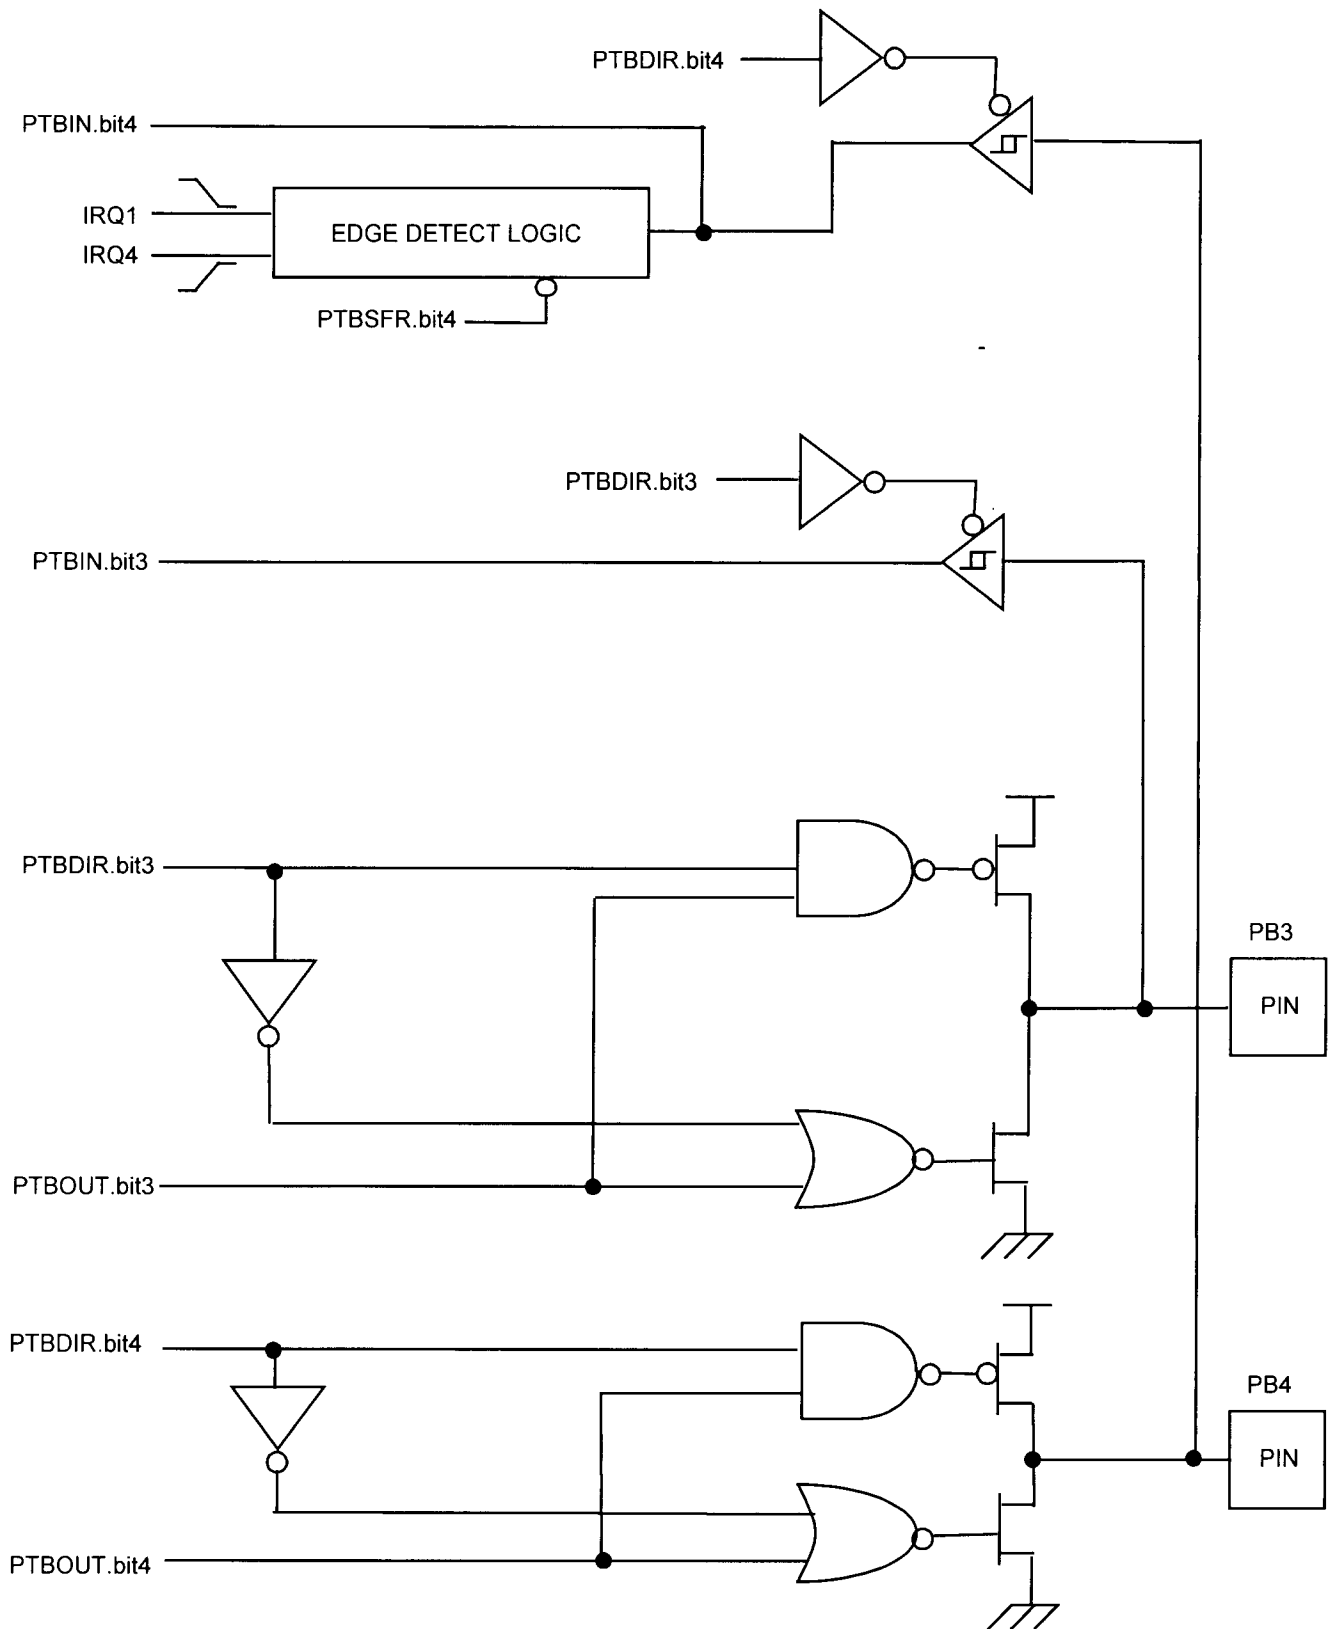 PTBDIR.bit4
PTBIN.bit4
IRQ1
EDGE DETECT LOGIC
IRQ4
PTBSFR.bit4
PTBDIR.bit3
PTBIN.bit3
PTBDIR.bit3
PB3
PIN
PTBOUT.bit3
PTBDIR.bit4
PB4
PIN
PTBOUT.bit4